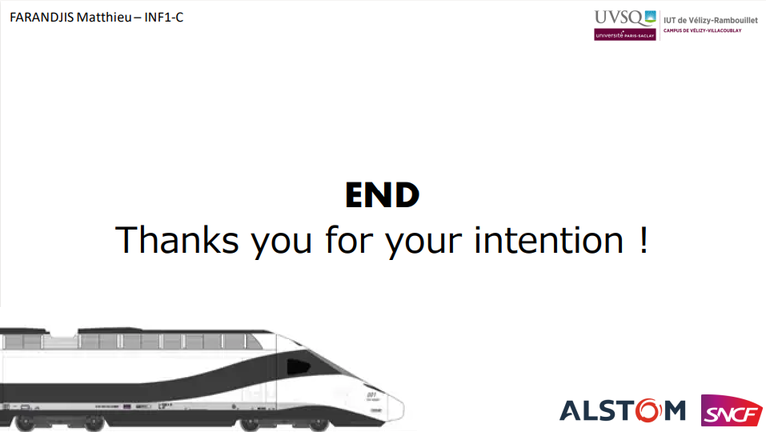 FARANDJIS Matthieu – INF1-C
UVSQ
université PARIS-SACLAY
IUT de Vélizy-Rambouillet
CAMPUS DE VÉLIZY-VILLACOUBLAY
END
Thanks you for your intention !
001
ALSTOM
SNCF